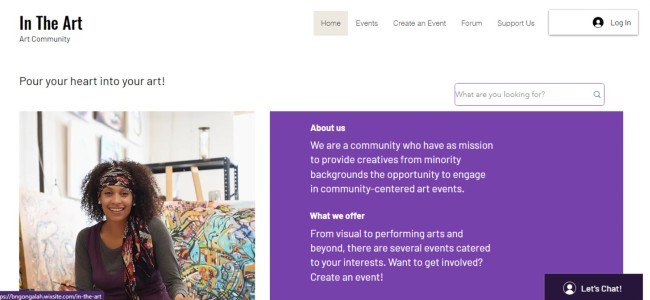 In The Art
Art Community
Home Events Create an Event Forum Support Us Log In
Pour your heart into your art!
What are you looking for?
About us
We are a community who have as mission
to provide creatives from minority
backgrounds the opportunity to engage
in community-centered art events.
What we offer
From visual to performing arts and
beyond, there are several events catered
to your interests. Want to get involved?
Create an event!
Let's Chat!
ps://bngongalah.wixsite.com/in-the-art